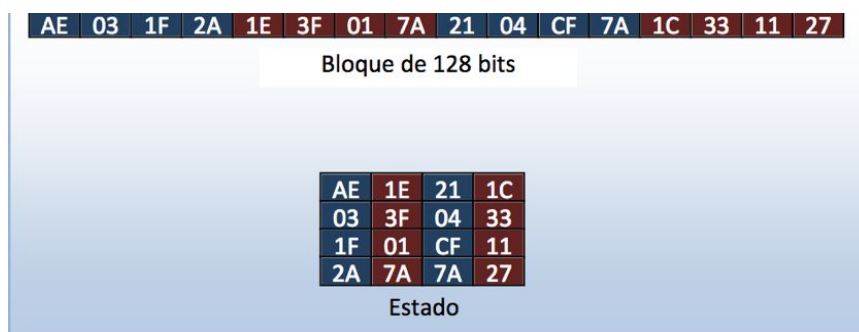 AE 03 1F 2A 1E 3F 01 7A 21 04 CF 7A 1C 33 11 27
Bloque de 128 bits
AE 1E 21 1C
03 3F 04 33
1F 01 CF 11
2A 7A 7A 27
Estado